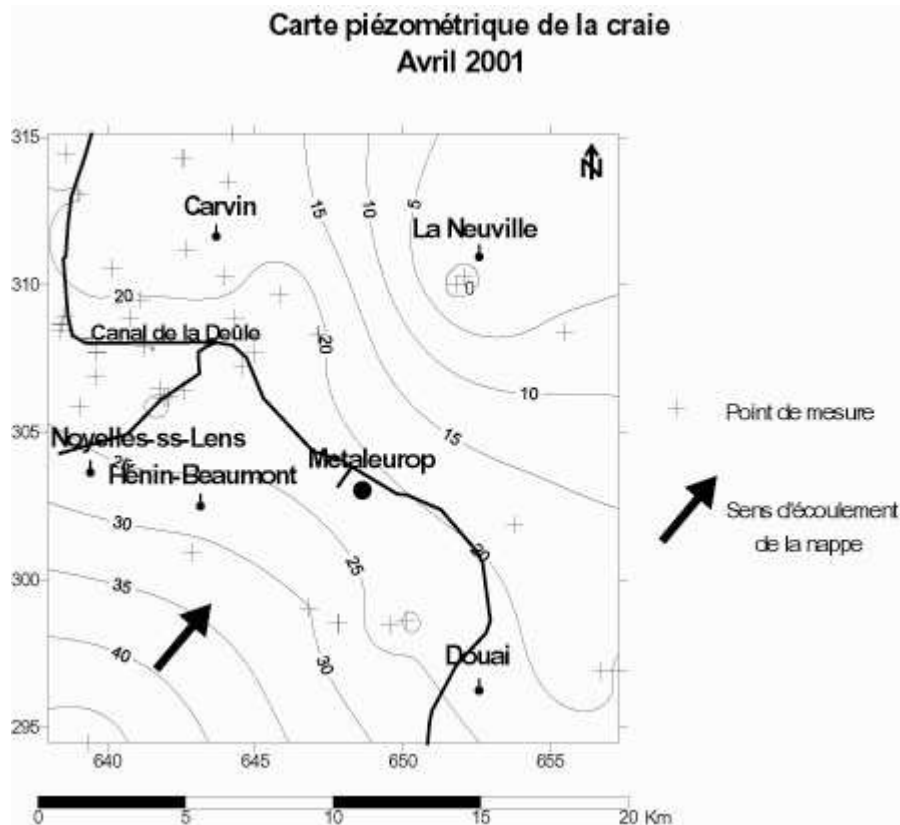 Carte piézométrique de la craie
Avril 2001
315
310
305
300
295
640
645
650
655
N
Carvin
La Neuville
15
10
5
0
20
Canal de la Deûle
20
10
15
Noyelles-ss-Lens
25
Hénin-Beaumont
Metaleurop
30
20
25
35
40
30
Douai
Point de mesure
Sens d'écoulement
de la nappe
0
5
10
15
20 Km